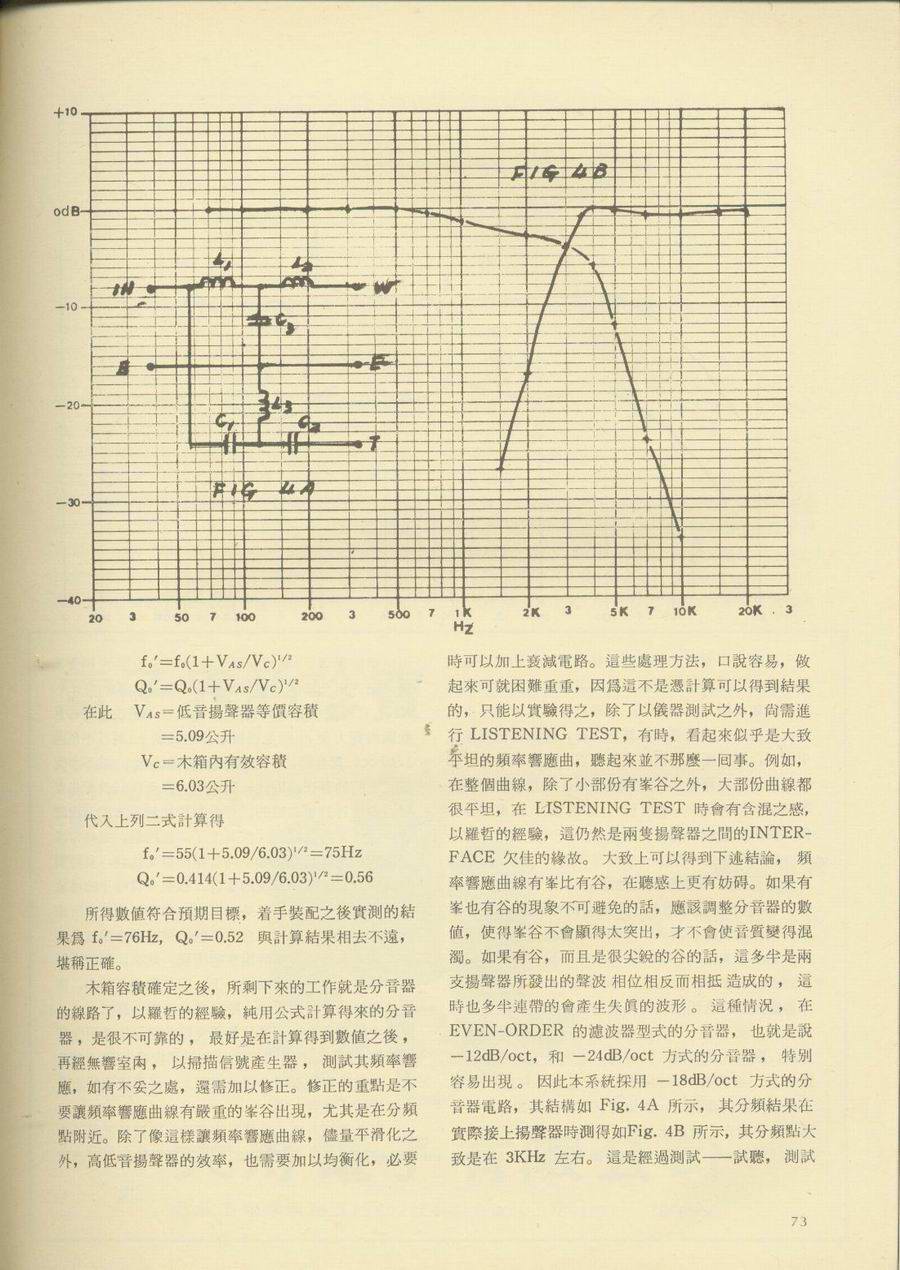 +10
FIG 4B
0dB
L₁ L₂
IN W
-10
C₃
E E
-20
L3
C₁ C₂
T
FIG 4A
-30
-40
20 3 50 7 100 200 3 500 7 1K 2K 3 5K 7 10K 20K . 3
HZ
f₀′=f₀(1+VAS/VC)¹/²
Q₀′=Q₀(1+VAS/VC)¹/²
在此 VAS=低音揚聲器等價容積
=5.09公升
VC=木箱內有效容積
=6.03公升
代入上列二式計算得
f₀′=55(1+5.09/6.03)¹/²=75Hz
Q₀′=0.414(1+5.09/6.03)¹/²=0.56
所得數值符合預期目標，着手裝配之後實測的結
果爲 f₀′=76Hz, Q₀′=0.52 與計算結果相去不遠，
堪稱正確。
木箱容積確定之後，所剩下來的工作就是分音器
的線路了，以羅哲的經驗，純用公式計算得來的分音
器，是很不可靠的， 最好是在計算得到數值之後，
再經無響室內， 以掃描信號產生器， 測試其頻率響
應，如有不妥之處，還需加以修正。修正的重點是不
要讓頻率響應曲線有嚴重的峯谷出現，尤其是在分頻
點附近。除了像這樣讓頻率響應曲線，儘量平滑化之
外，高低音揚聲器的效率，也需要加以均衡化，必要
時可以加上衰減電路。這些處理方法，口說容易，做
起來可就困難重重，因爲這不是憑計算可以得到結果
的，只能以實驗得之，除了以儀器測試之外，尙需進
行 LISTENING TEST，有時，看起來似乎是大致
平坦的頻率響應曲，聽起來並不那麼一回事。例如，
在整個曲線，除了小部份有峯谷之外，大部份曲線都
很平坦，在 LISTENING TEST 時會有含混之感，
以羅哲的經驗，這仍然是兩隻揚聲器之間的INTER-
FACE 欠佳的緣故。 大致上可以得到下述結論， 頻
率響應曲線有峯比有谷，在聽感上更有妨碍。如果有
峯也有谷的現象不可避免的話，應該調整分音器的數
値，使得峯谷不會顯得太突出，才不會使音質變得混
濁。如果有谷，而且是很尖銳的谷的話，這多半是兩
支揚聲器所發出的聲波 相位相反而相抵 造成的， 這
時也多半連帶的會產生失眞的波形。 這種情況， 在
EVEN-ORDER 的濾波器型式的分音器， 也就是說
-12dB/oct，和 -24dB/oct 方式的分音器， 特別
容易出現。 因此本系統採用 -18dB/oct 方式的分
音器電路，其結構如 Fig. 4A 所示， 其分頻結果在
實際接上揚聲器時測得如Fig. 4B 所示，其分頻點大
致是在 3KHz 左右。 這是經過測試——試聽， 測試
73